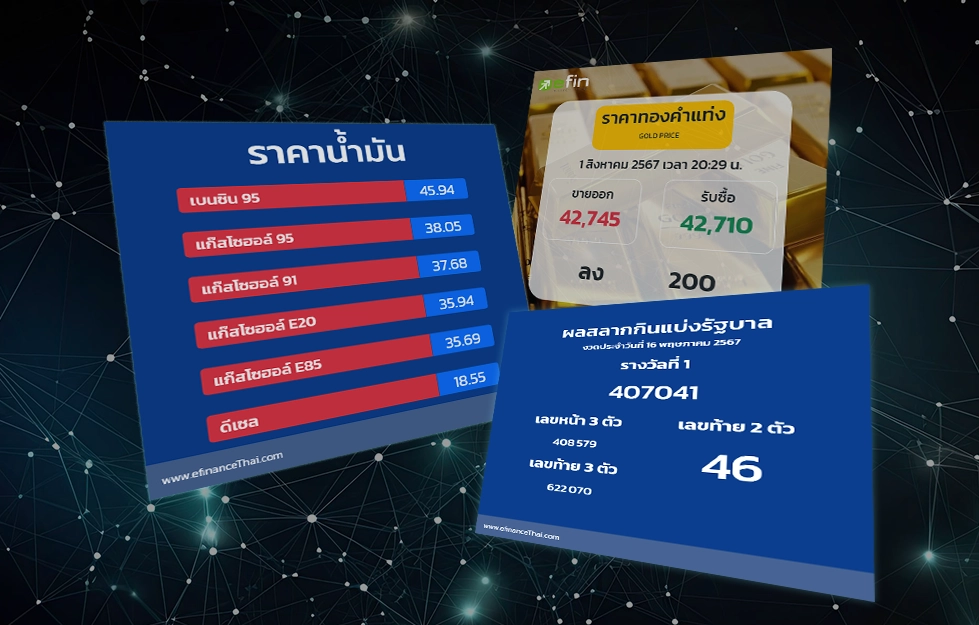 ราคาน้ำมัน
เบนซิน 95 45.94
แก๊สโซฮอล์ 95 38.05
แก๊สโซฮอล์ 91 37.68
แก๊สโซฮอล์ E20 35.94
แก๊สโซฮอล์ E85 35.69
ดีเซล 18.55
www.efinanceThai.com
efin
ราคาทองคำแท่ง
GOLD PRICE
1 สิงหาคม 2567 เวลา 20:29 น.
ขายออก รับซื้อ
42,745 42,710
ลง 200
ผลสลากกินแบ่งรัฐบาล
งวดประจำวันที่ 16 พฤษภาคม 2567
รางวัลที่ 1
407041
เลขหน้า 3 ตัว เลขท้าย 2 ตัว
408 579
เลขท้าย 3 ตัว 46
622 070
www.efinanceThai.com